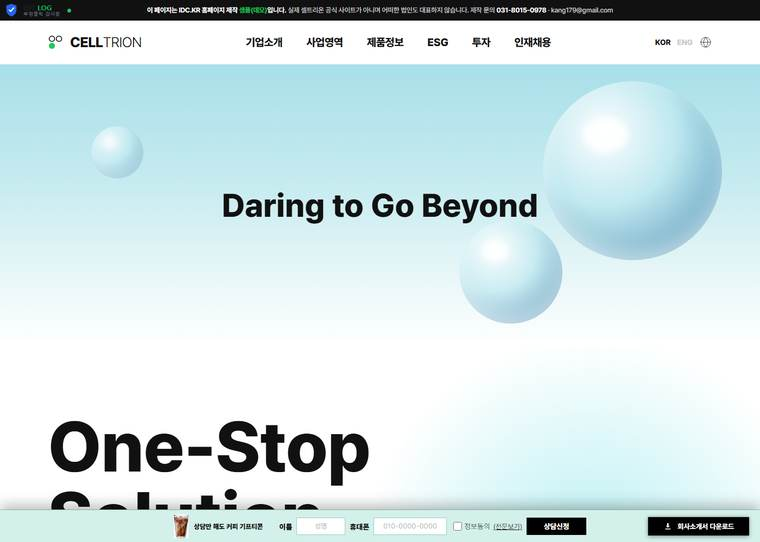 LOG
이 페이지는 IDC.KR 홈페이지 제작 샘플(데모)입니다. 실제 셀트리온 공식 사이트가 아니며 어떠한 법인도 대표하지 않습니다. 제작 문의 031-8015-0978 · kang179@gmail.com
CELLTRION
기업소개 사업영역 제품정보 ESG 투자 인재채용
KOR ENG
Daring to Go Beyond
One-Stop
Solution
상담만 해도 커피 기프티콘 이름 성명 휴대폰 010-0000-0000 정보동의 (전문보기) 상담신청 회사소개서 다운로드